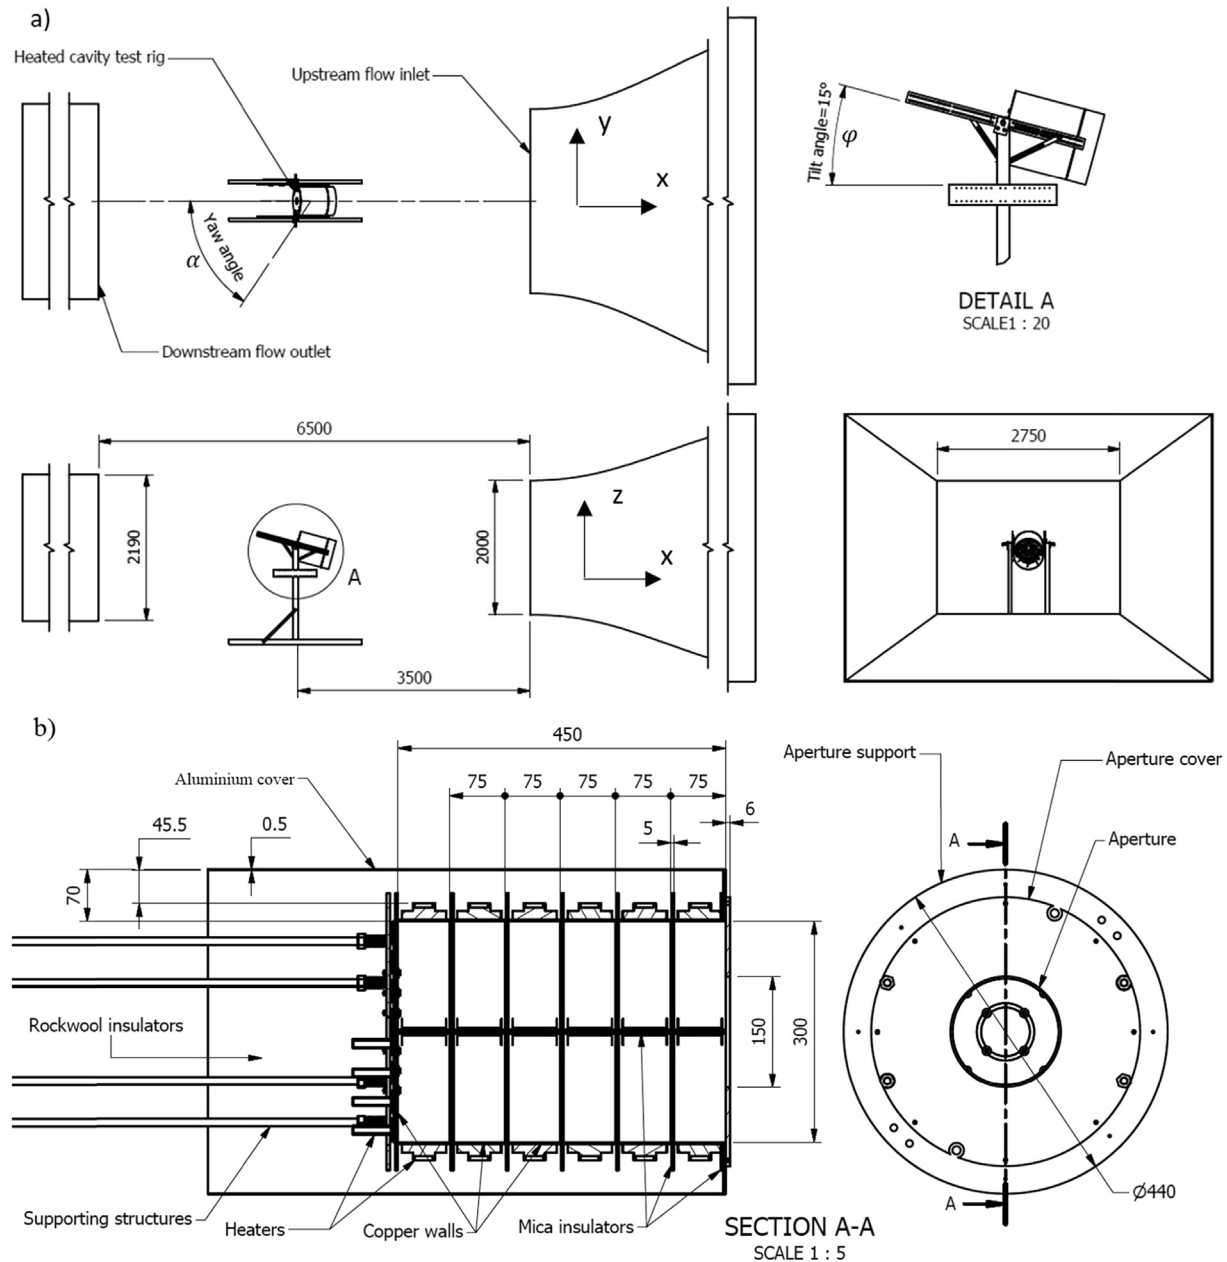 a)
Heated cavity test rig
Upstream flow inlet
y
x
Yaw angle
α
Downstream flow outlet
Tilt angle=15°
φ
DETAIL A
SCALE1 : 20
6500
2190
A
2000
z
x
3500
2750
b)
450
Aluminium cover
75 75 75 75 75
45.5
0.5
5
6
70
Rockwool insulators
150
300
Supporting structures
Heaters
Copper walls
Mica insulators
SECTION A-A
SCALE 1 : 5
Aperture support
Aperture cover
A
Aperture
A
Ø440